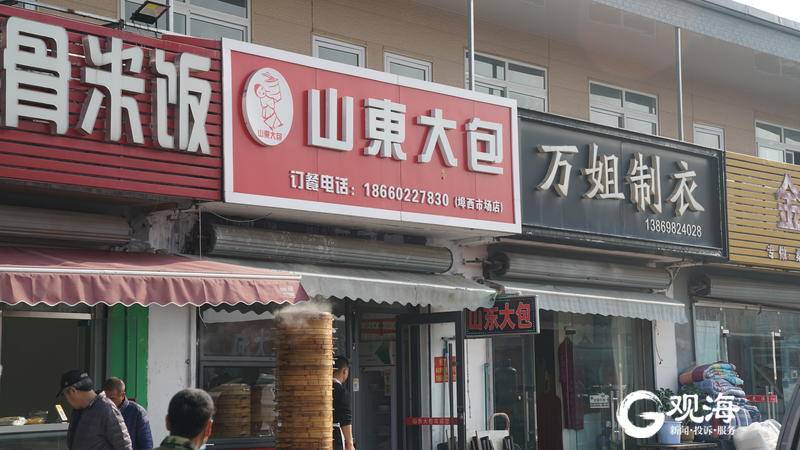 骨米饭
山東大包
山東大包
订餐电话：18660227830（埠西市场店）
万姐制衣
13869824028
金
山东大包
观海
新闻·投诉·服务